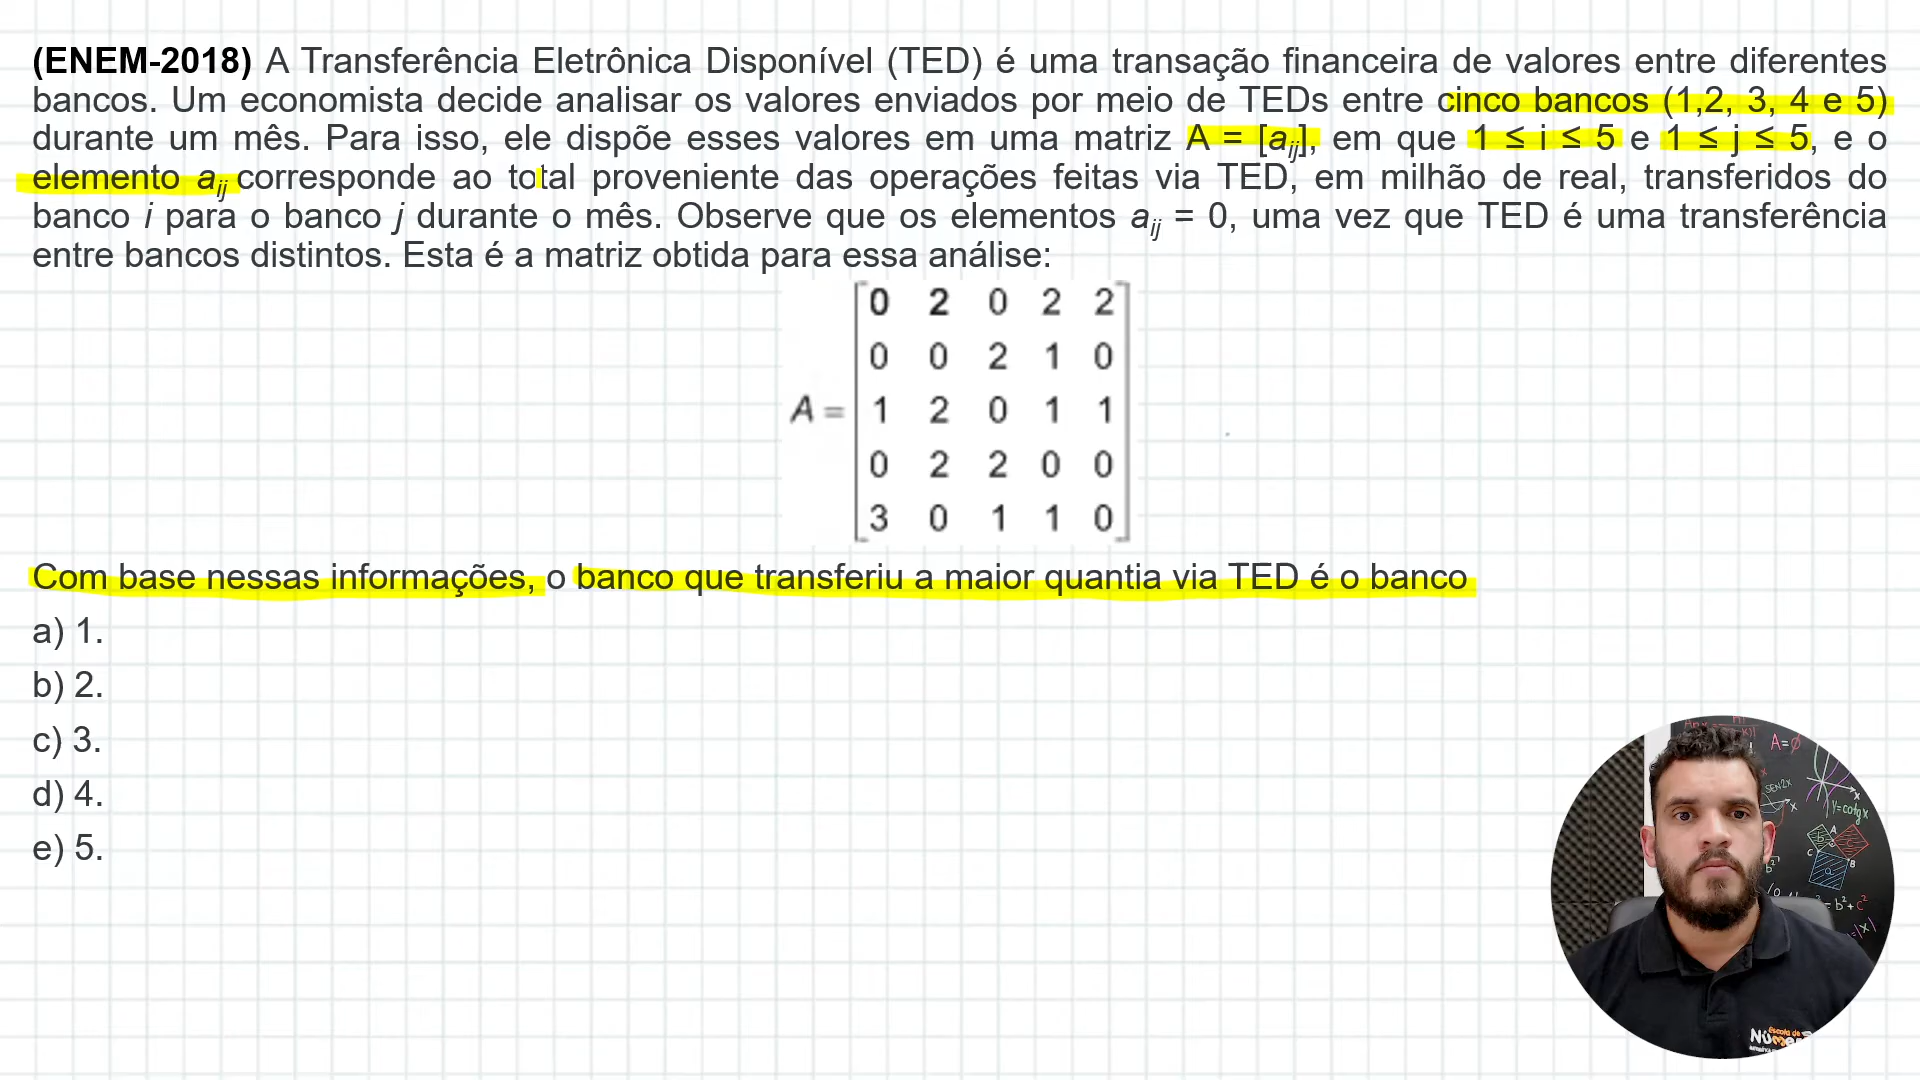 (ENEM-2018) A Transferência Eletrônica Disponível (TED) é uma transação financeira de valores entre diferentes
bancos. Um economista decide analisar os valores enviados por meio de TEDs entre cinco bancos (1,2, 3, 4 e 5)
durante um mês. Para isso, ele dispõe esses valores em uma matriz A = [aij], em que 1 ≤ i ≤ 5 e 1 ≤ j ≤ 5, e o
elemento aij corresponde ao total proveniente das operações feitas via TED, em milhão de real, transferidos do
banco i para o banco j durante o mês. Observe que os elementos aij = 0, uma vez que TED é uma transferência
entre bancos distintos. Esta é a matriz obtida para essa análise:
0 2 0 2 2
0 0 2 1 0
A = 1 2 0 1 1
0 2 2 0 0
3 0 1 1 0
Com base nessas informações, o banco que transferiu a maior quantia via TED é o banco
a) 1.
b) 2.
c) 3.
d) 4.
e) 5.
A=∅
SEN2x
y=cotgx
escola de